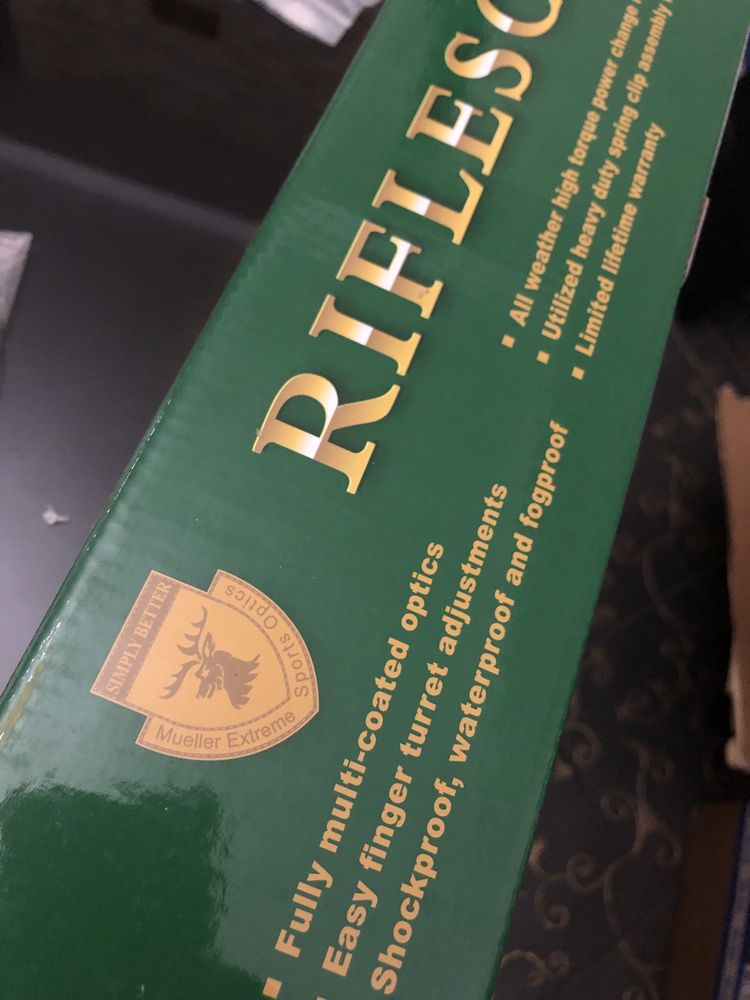 RIFLESC
SIMPLY BETTER
Mueller Extreme Sports Optics
▪ Fully multi-coated optics
Easy finger turret adjustments
Shockproof, waterproof and fogproof
▪ All weather high torque power change
▪ Utilized heavy duty spring clip assembly
▪ Limited lifetime warranty